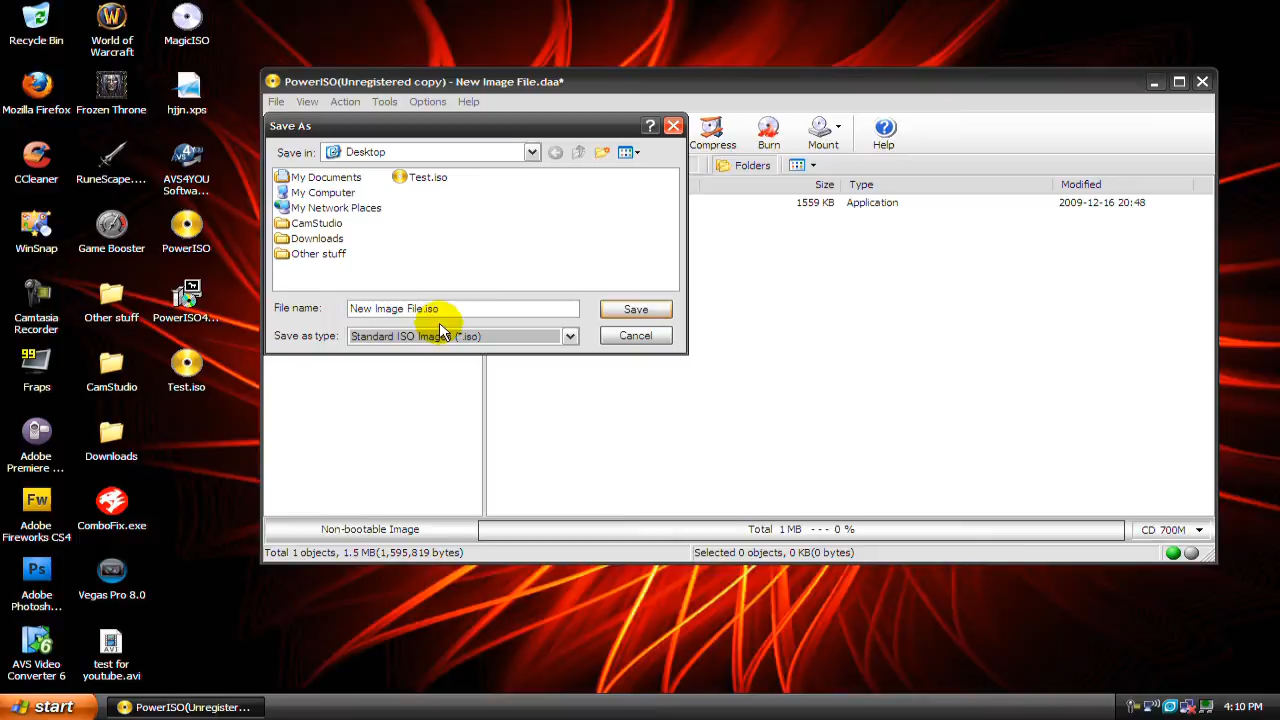 Recycle Bin
World of
Warcraft
MagicISO
Mozilla Firefox
Frozen Throne
hjjn.xps
CCleaner
RuneScape....
AVS4YOU
Softwa...
WinSnap
Game Booster
PowerISO
Camtasia
Recorder
Other stuff
PowerISO4...
99
Fraps
CamStudio
Test.iso
Adobe
Premiere ...
Downloads
Fw
Adobe
Fireworks CS4
ComboFix.exe
Ps
Adobe
Photosh...
Vegas Pro 8.0
AVS Video
Converter 6
AVI
test for
youtube.avi
PowerISO(Unregistered copy) - New Image File.daa*
File View Action Tools Options Help
Compress Burn Mount Help
Folders
Size Type Modified
1559 KB Application 2009-12-16 20:48
Save As
Save in: Desktop
My Documents
My Computer
My Network Places
CamStudio
Downloads
Other stuff
Test.iso
File name: New Image File.iso Save
Save as type: Standard ISO Images (*.iso) Cancel
Non-bootable Image Total 1 MB --- 0 % CD 700M
Total 1 objects, 1.5 MB(1,595,819 bytes) Selected 0 objects, 0 KB(0 bytes)
start PowerISO(Unregister... 4:10 PM